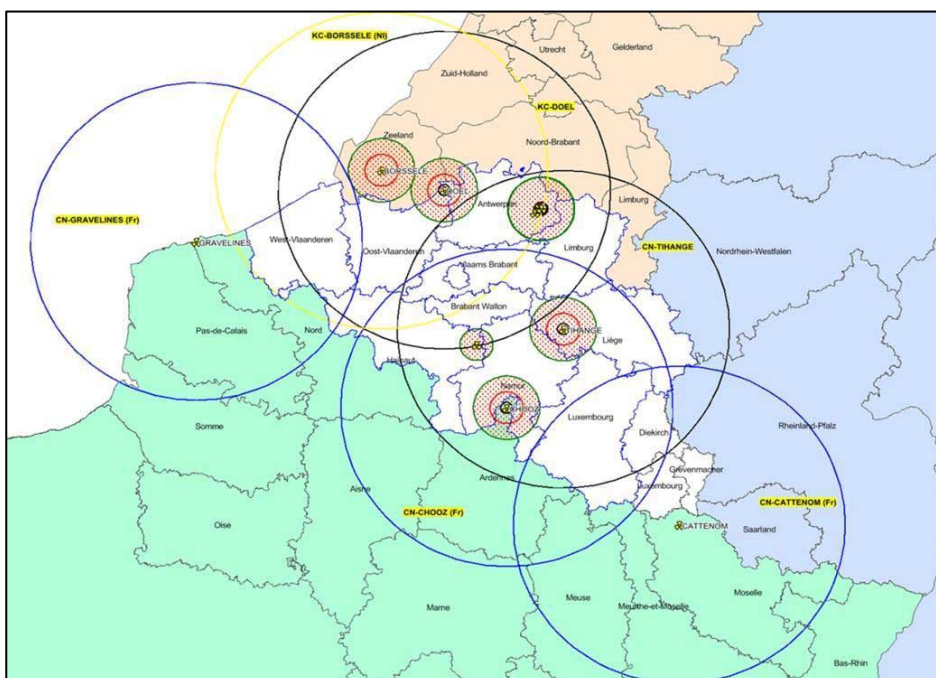 KC-BORSSELE (Nl)
Utrecht
Gelderland
Zuid-Holland
KC-DOEL
Zeeland
Noord-Brabant
BORSSELE
DOEL
Antwerpen
Limburg
CN-GRAVELINES (Fr)
GRAVELINES
West-Vlaanderen
Oost-Vlaanderen
Limburg
CN-TIHANGE
Nordrhein-Westfalen
Vlaams Brabant
Brabant Wallon
Pas-de-Calais
Nord
TIHANGE
Liège
Hainaut
Namur
CHOOZ
Luxembourg
Diekirch
Rheinland-Pfalz
Somme
Grevenmacher
Aisne
Ardennes
Luxembourg
CN-CATTENOM (Fr)
CN-CHOOZ (Fr)
Oise
CATTENOM
Saarland
Marne
Meuse
Meurthe-et-Moselle
Moselle
Bas-Rhin